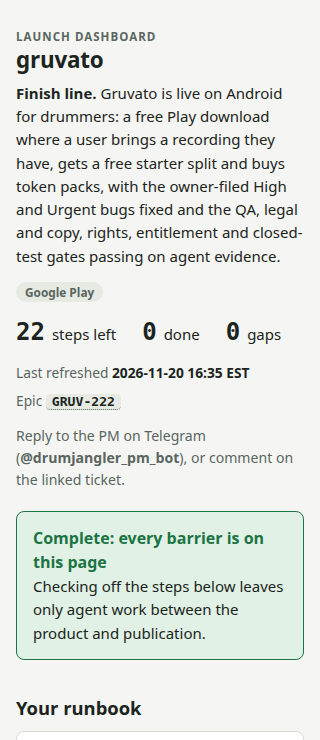 LAUNCH DASHBOARD
gruvato
Finish line. Gruvato is live on Android
for drummers: a free Play download
where a user brings a recording they
have, gets a free starter split and buys
token packs, with the owner-filed High
and Urgent bugs fixed and the QA, legal
and copy, rights, entitlement and closed-
test gates passing on agent evidence.
Google Play
22 steps left 0 done 0 gaps
Last refreshed 2026-11-20 16:35 EST
Epic GRUV-222
Reply to the PM on Telegram
(@drumjangler_pm_bot), or comment on
the linked ticket.
Complete: every barrier is on
this page
Checking off the steps below leaves
only agent work between the
product and publication.
Your runbook